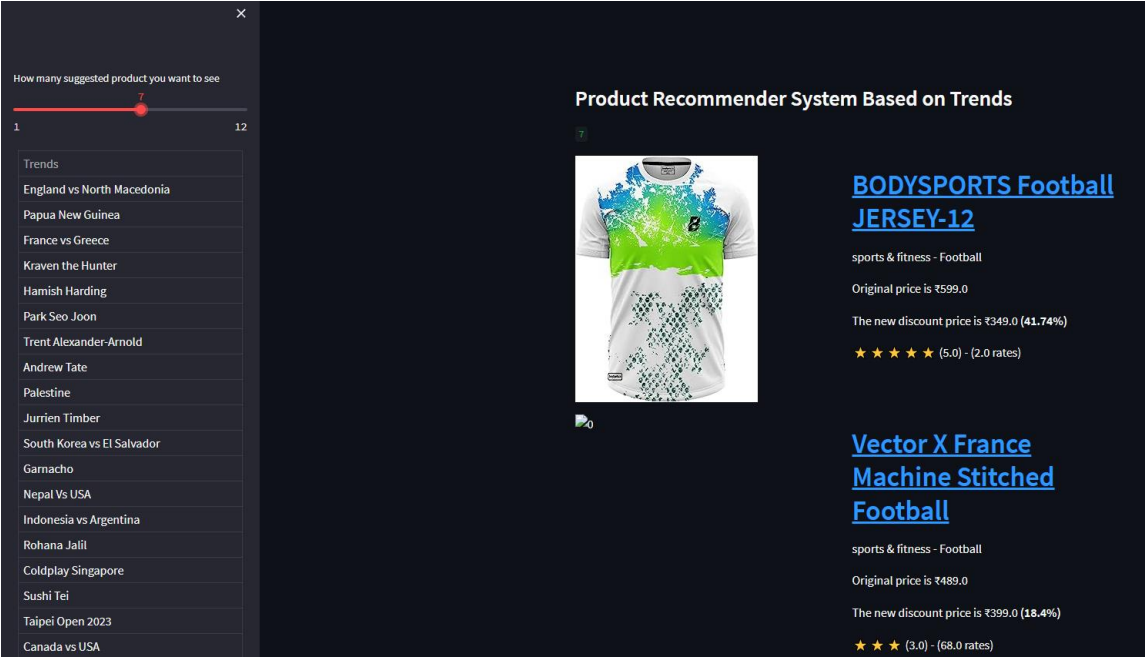 ×
How many suggested product you want to see
7
1 12
Trends
England vs North Macedonia
Papua New Guinea
France vs Greece
Kraven the Hunter
Hamish Harding
Park Seo Joon
Trent Alexander-Arnold
Andrew Tate
Palestine
Jurrien Timber
South Korea vs El Salvador
Garnacho
Nepal Vs USA
Indonesia vs Argentina
Rohana Jalil
Coldplay Singapore
Sushi Tei
Taipei Open 2023
Canada vs USA
Product Recommender System Based on Trends
7
8
BODYSPORTS Football
JERSEY-12
sports & fitness - Football
Original price is ₹599.0
The new discount price is ₹349.0 (41.74%)
★ ★ ★ ★ ★ (5.0) - (2.0 rates)
0
Vector X France
Machine Stitched
Football
sports & fitness - Football
Original price is ₹489.0
The new discount price is ₹399.0 (18.4%)
★ ★ ★ (3.0) - (68.0 rates)